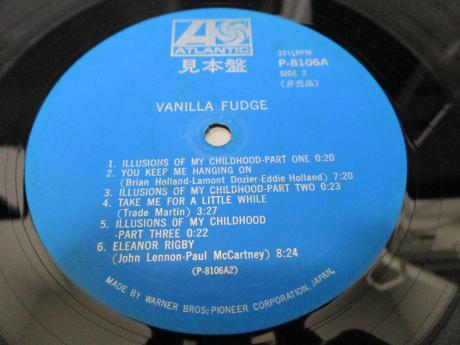 ATLANTIC
見本盤
33⅓RPM
P-8106A
SIDE 2
(非売品)
VANILLA FUDGE
1. ILLUSIONS OF MY CHILDHOOD-PART ONE 0:20
2. YOU KEEP ME HANGING ON
(Brian Holland-Lamont Dozier-Eddie Holland) 7:20
3. ILLUSIONS OF MY CHILDHOOD-PART TWO 0:23
4. TAKE ME FOR A LITTLE WHILE
(Trade Martin) 3:27
5. ILLUSIONS OF MY CHILDHOOD
-PART THREE 0:22
6. ELEANOR RIGBY
(John Lennon-Paul McCartney) 8:24
(P-8106A2)
MADE BY WARNER BROS.-PIONEER CORPORATION, JAPAN.